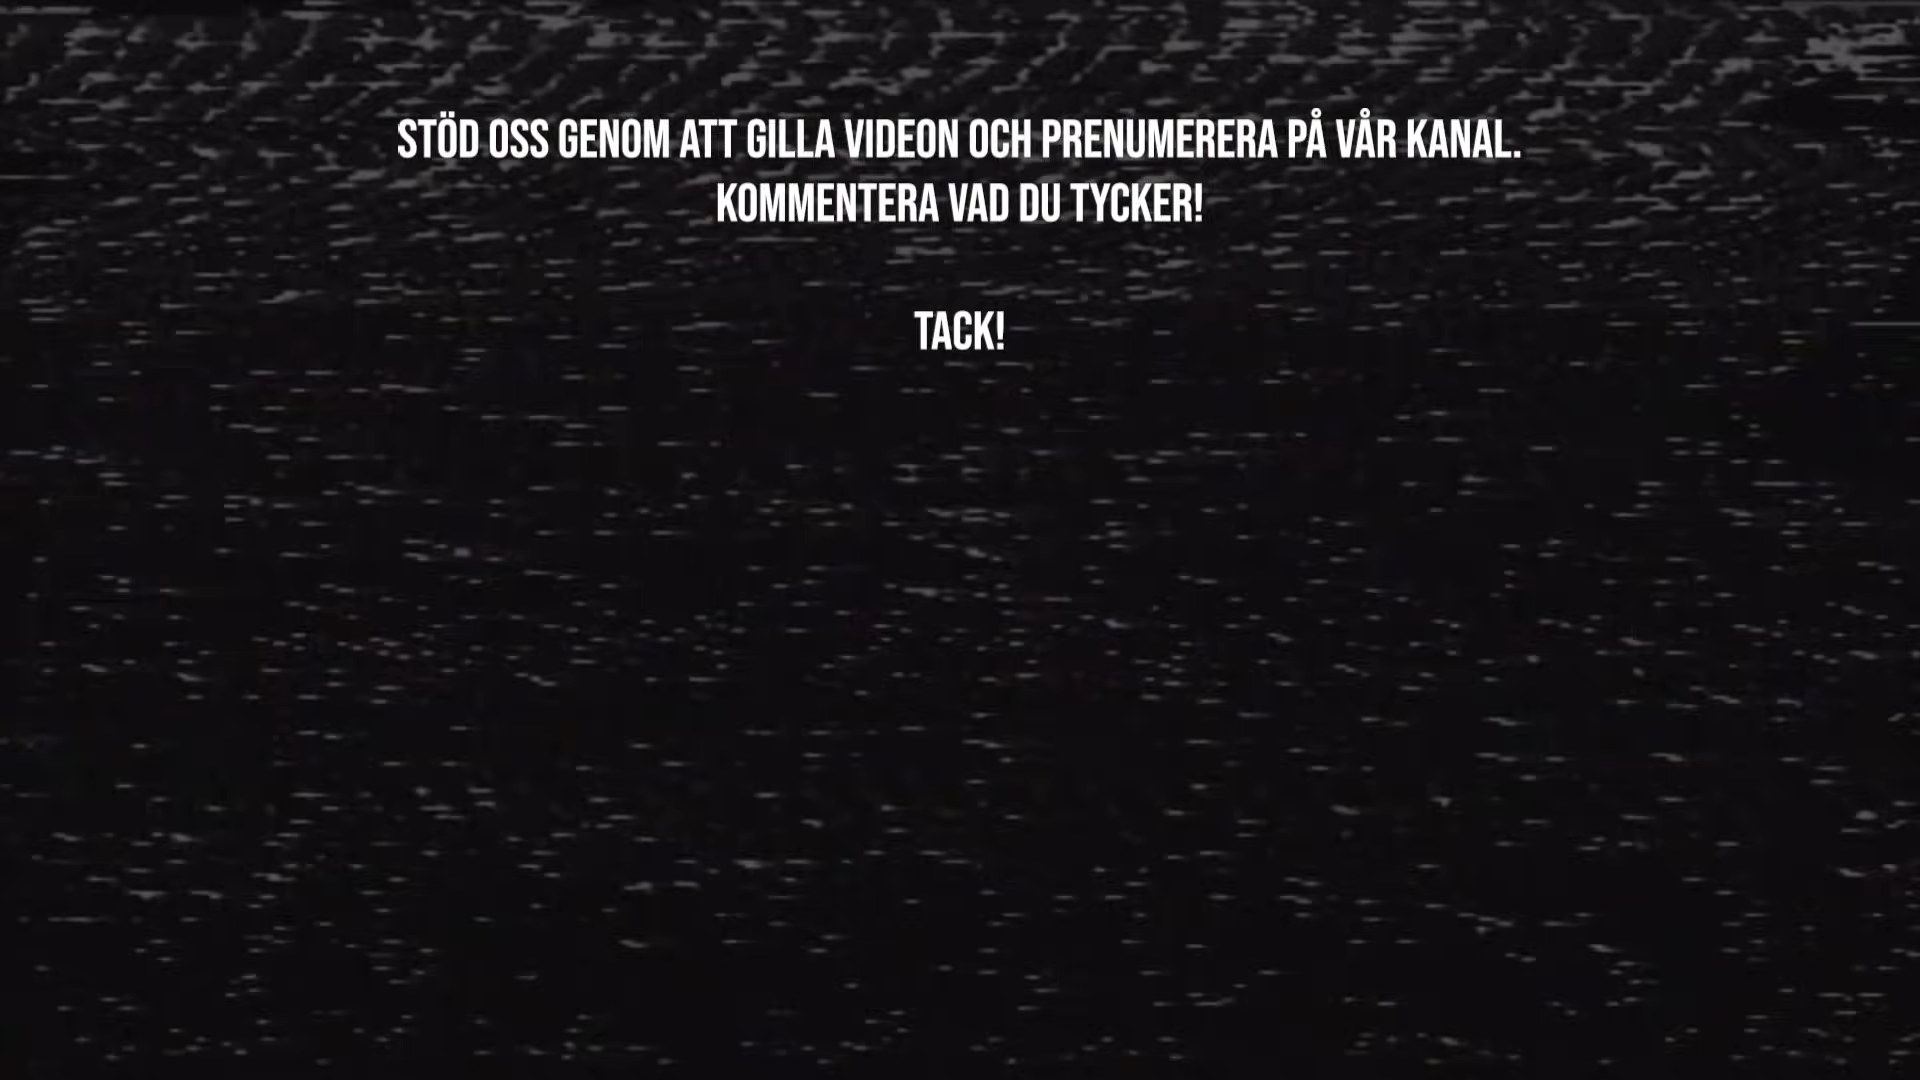 STÖD OSS GENOM ATT GILLA VIDEON OCH PRENUMERERA PÅ VÅR KANAL.
KOMMENTERA VAD DU TYCKER!
TACK!